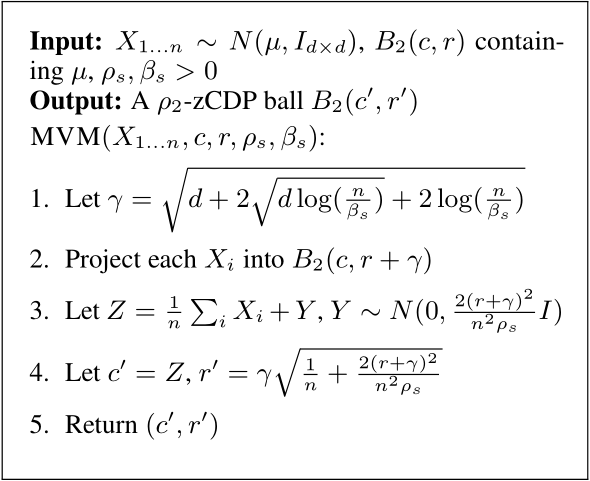 Input: $X_{1...n} \sim N(\mu, I_{d \times d})$, $B_2(c, r)$ contain-
ing $\mu, \rho_s, \beta_s > 0$
Output: A $\rho_2$-zCDP ball $B_2(c', r')$
MVM($X_{1...n}, c, r, \rho_s, \beta_s$):
1. Let $\gamma = \sqrt{d + 2\sqrt{d \log(\frac{n}{\beta_s})} + 2 \log(\frac{n}{\beta_s})}$
2. Project each $X_i$ into $B_2(c, r + \gamma)$
3. Let $Z = \frac{1}{n} \sum_i X_i + Y, Y \sim N(0, \frac{2(r+\gamma)^2}{n^2 \rho_s} I)$
4. Let $c' = Z, r' = \gamma \sqrt{\frac{1}{n} + \frac{2(r+\gamma)^2}{n^2 \rho_s}}$
5. Return $(c', r')$